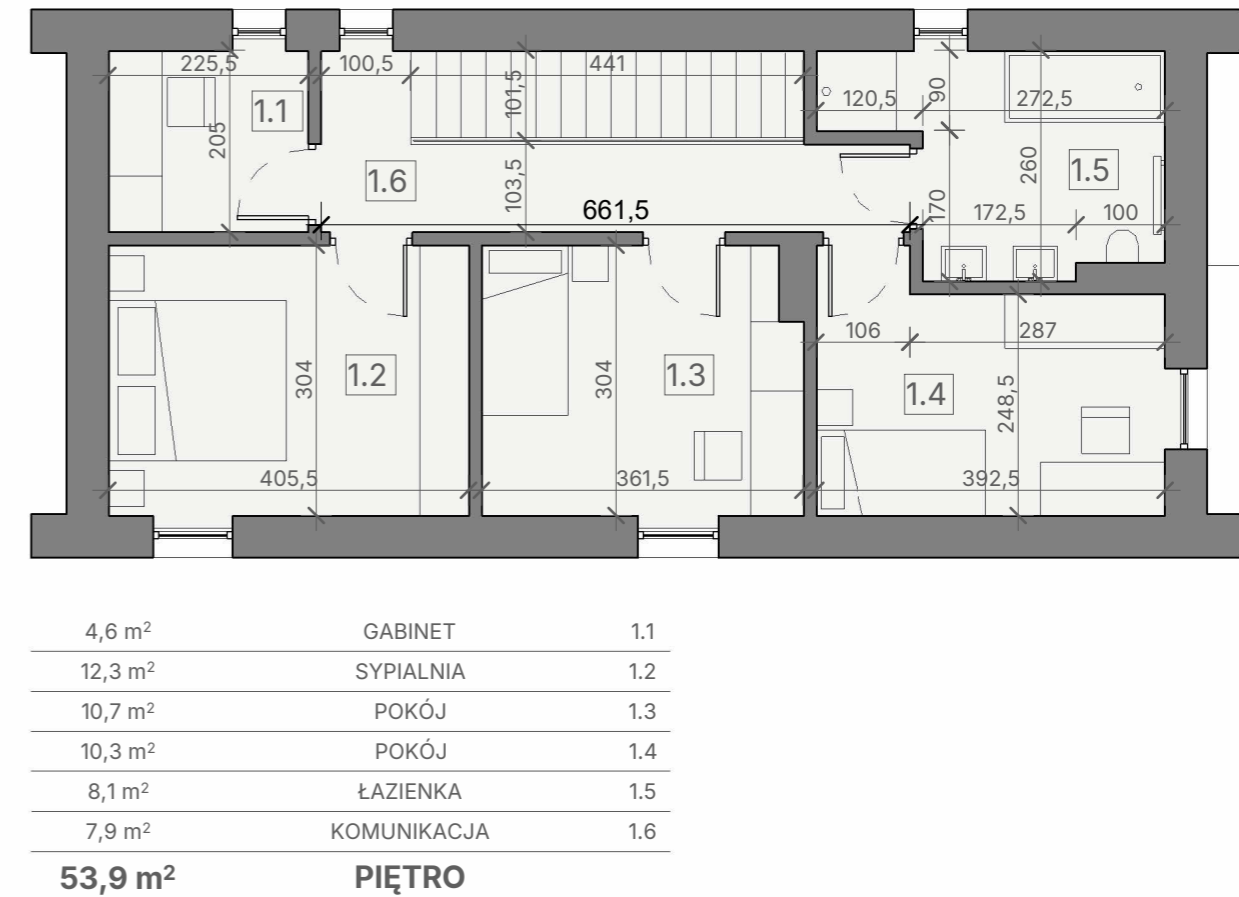 225,5 100,5 441
101,5
90
120,5 272,5
1.1
205
1.6
103,5
260
1.5
170
661,5
172,5 100
106 287
304
1.2
304
1.3
1.4
248,5
405,5 361,5 392,5
4,6 m² GABINET 1.1
12,3 m² SYPIALNIA 1.2
10,7 m² POKÓJ 1.3
10,3 m² POKÓJ 1.4
8,1 m² ŁAZIENKA 1.5
7,9 m² KOMUNIKACJA 1.6
53,9 m² PIĘTRO